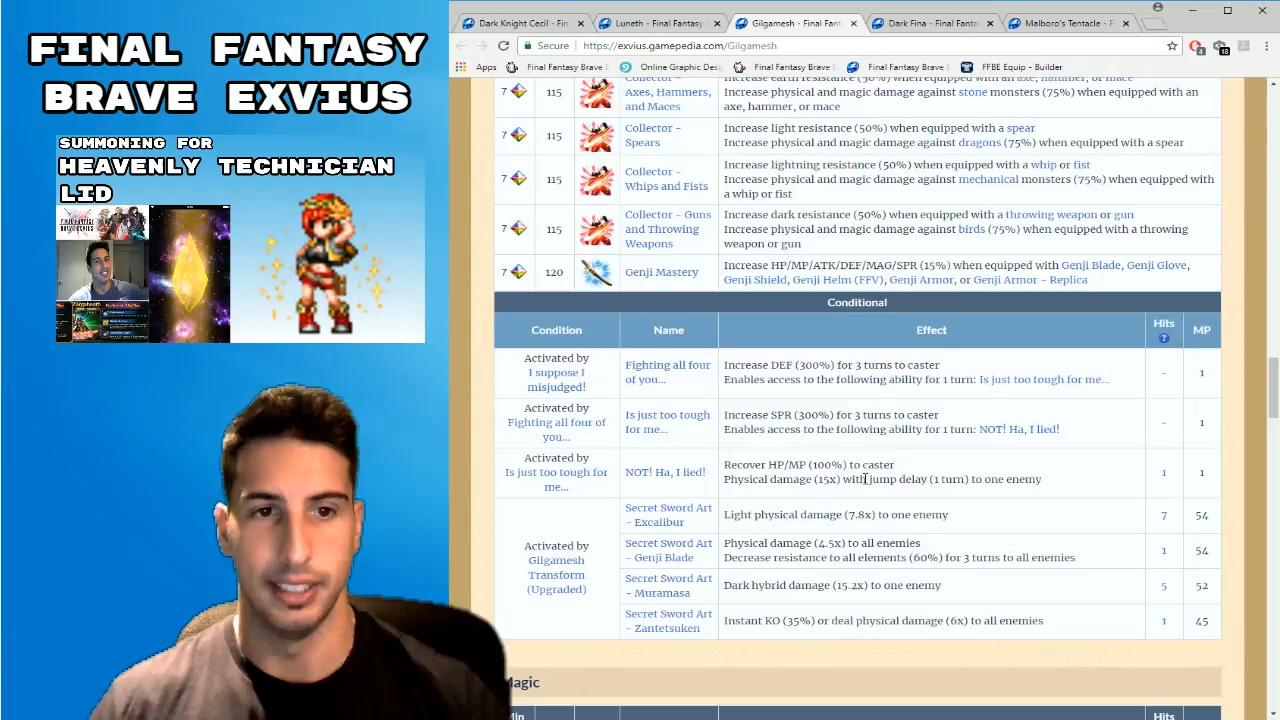 FINAL FANTASY
BRAVE EXVIUS
SUMMONING FOR
HEAVENLY TECHNICIAN
LID
Dark Knight Cecil - Fin
Luneth - Final Fantasy
Gilgamesh - Final Fant
Dark Fina - Final Fanta
Malboro's Tentacle - F
Secure
https://exvius.gamepedia.com/Gilgamesh
Apps
Final Fantasy Brave
Online Graphic Desi
Final Fantasy Brave
Final Fantasy Brave
FFBE Equip - Builder
7 115 Collector -
Axes, Hammers,
and Maces
Increase earth resistance (50%) when equipped with an axe, hammer, or mace
Increase physical and magic damage against stone monsters (75%) when equipped with an
axe, hammer, or mace
7 115 Collector -
Spears
Increase light resistance (50%) when equipped with a spear
Increase physical and magic damage against dragons (75%) when equipped with a spear
7 115 Collector -
Whips and Fists
Increase lightning resistance (50%) when equipped with a whip or fist
Increase physical and magic damage against mechanical monsters (75%) when equipped with
a whip or fist
7 115 Collector - Guns
and Throwing
Weapons
Increase dark resistance (50%) when equipped with a throwing weapon or gun
Increase physical and magic damage against birds (75%) when equipped with a throwing
weapon or gun
7 120 Genji Mastery
Increase HP/MP/ATK/DEF/MAG/SPR (15%) when equipped with Genji Blade, Genji Glove,
Genji Shield, Genji Helm (FFV), Genji Armor, or Genji Armor - Replica
Conditional
Condition Name Effect Hits MP
?
Activated by
I suppose I
misjudged!
Fighting all four
of you...
Increase DEF (300%) for 3 turns to caster
Enables access to the following ability for 1 turn: Is just too tough for me...
- 1
Activated by
Fighting all four of
you...
Is just too tough
for me...
Increase SPR (300%) for 3 turns to caster
Enables access to the following ability for 1 turn: NOT! Ha, I lied!
- 1
Activated by
Is just too tough for
me...
NOT! Ha, I lied!
Recover HP/MP (100%) to caster
Physical damage (15x) with jump delay (1 turn) to one enemy
1 1
Activated by
Gilgamesh
Transform
(Upgraded)
Secret Sword Art
- Excalibur
Light physical damage (7.8x) to one enemy
7 54
Secret Sword Art
- Genji Blade
Physical damage (4.5x) to all enemies
Decrease resistance to all elements (60%) for 3 turns to all enemies
1 54
Secret Sword Art
- Muramasa
Dark hybrid damage (15.2x) to one enemy
5 52
Secret Sword Art
- Zantetsuken
Instant KO (35%) or deal physical damage (6x) to all enemies
1 45
Magic
Min
Hits